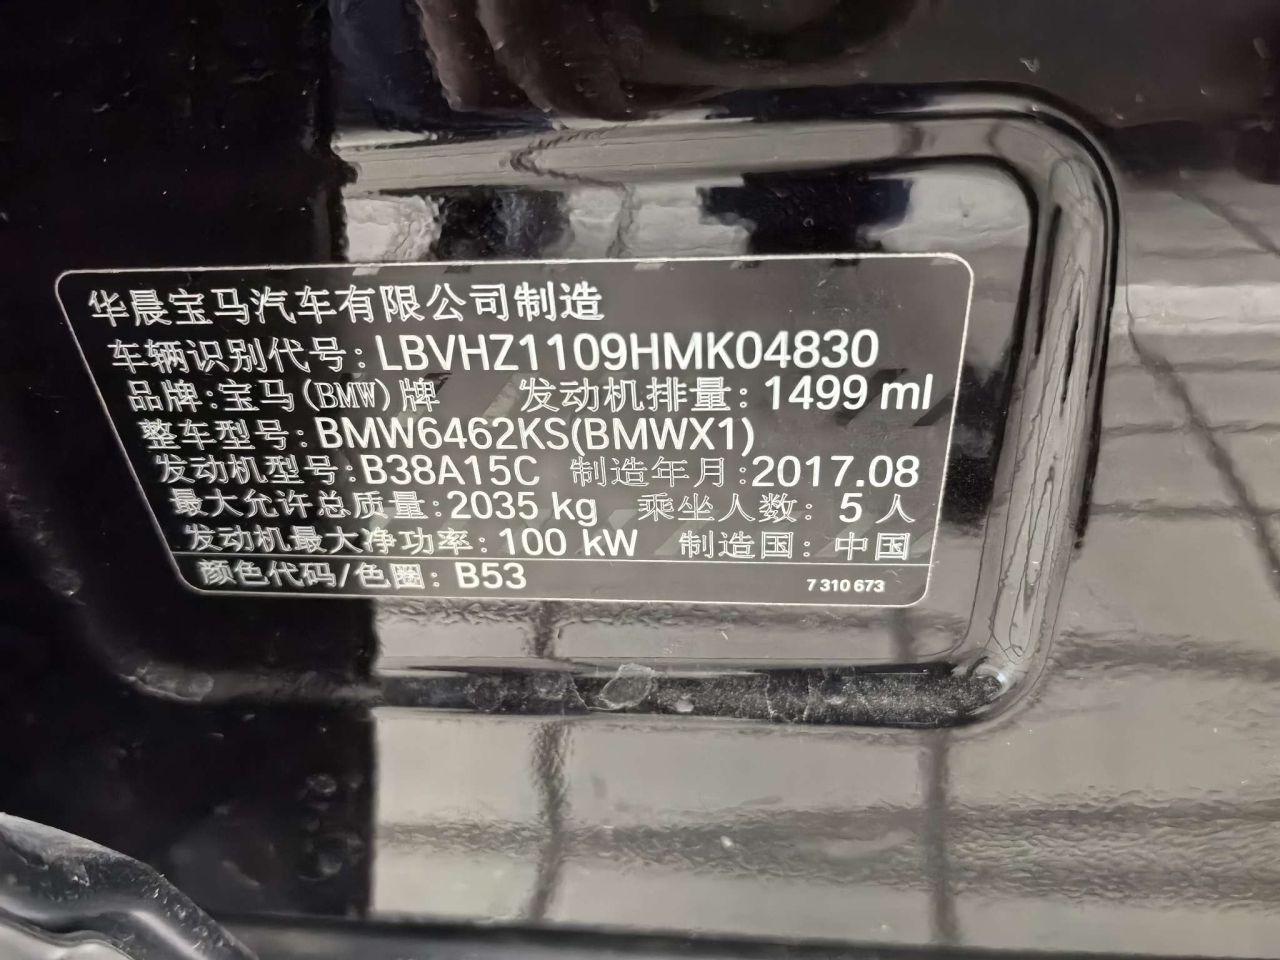 华晨宝马汽车有限公司制造
车辆识别代号: LBVHZ1109HMK04830
品牌:宝马(BMW)牌 发动机排量: 1499 ml
整车型号: BMW6462KS(BMWX1)
发动机型号: B38A15C 制造年月:2017.08
最大允许总质量: 2035 kg 乘坐人数: 5 人
发动机最大净功率: 100 kW 制造国: 中国
颜色代码/色圈: B53 7 310 673